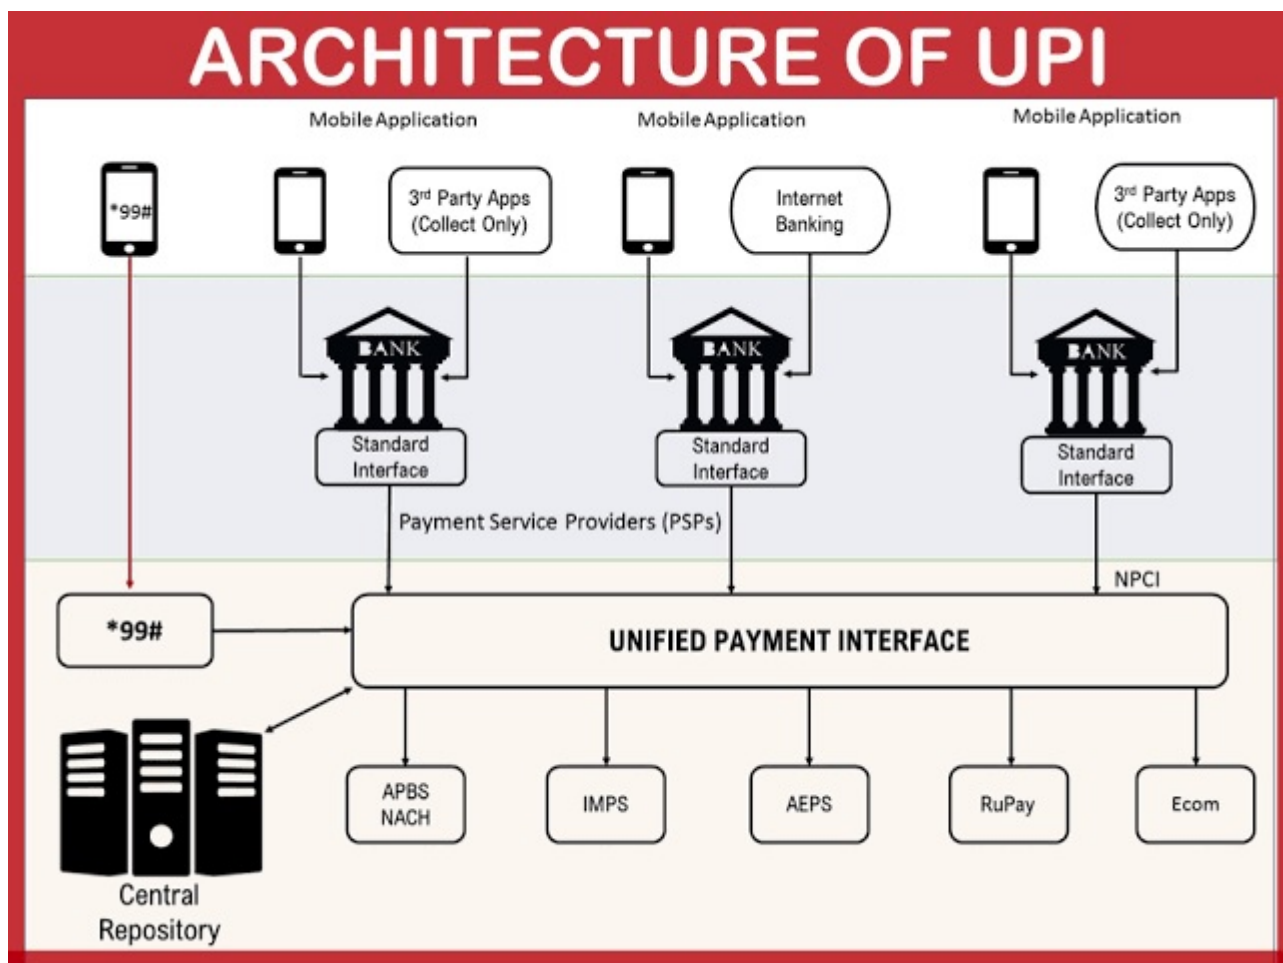 ARCHITECTURE OF UPI
Mobile Application
Mobile Application
Mobile Application
*99#
3rd Party Apps
(Collect Only)
Internet
Banking
3rd Party Apps
(Collect Only)
BANK
BANK
BANK
Standard
Interface
Standard
Interface
Standard
Interface
Payment Service Providers (PSPs)
NPCI
*99#
UNIFIED PAYMENT INTERFACE
APBS
NACH
IMPS
AEPS
RuPay
Ecom
Central
Repository